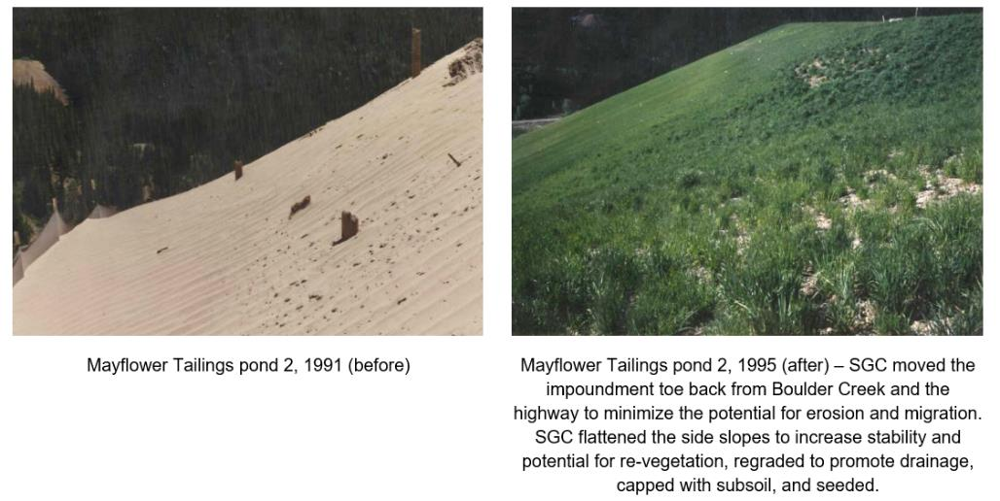 Mayflower Tailings pond 2, 1991 (before)
Mayflower Tailings pond 2, 1995 (after) – SGC moved the
impoundment toe back from Boulder Creek and the
highway to minimize the potential for erosion and migration.
SGC flattened the side slopes to increase stability and
potential for re-vegetation, regraded to promote drainage,
capped with subsoil, and seeded.